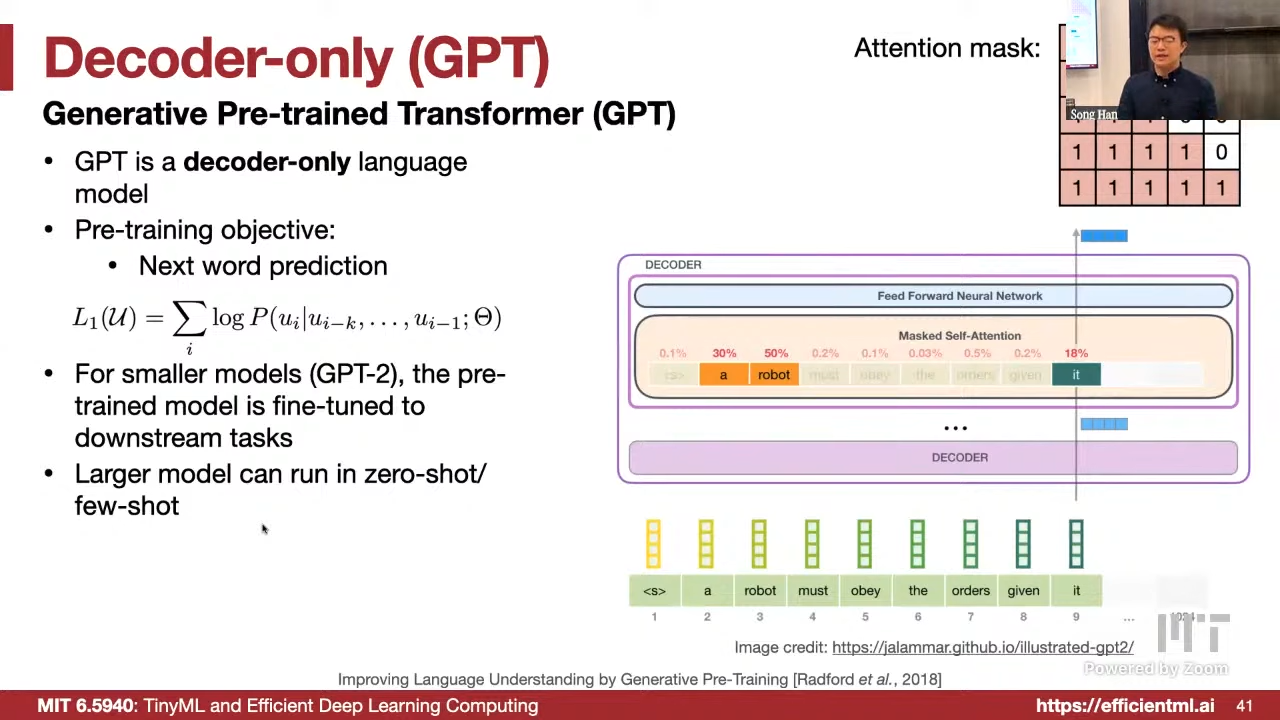 Decoder-only (GPT)
Attention mask:
Generative Pre-trained Transformer (GPT)
Song Han
1 1 1 1 0
1 1 1 1 1
• GPT is a decoder-only language
model
• Pre-training objective:
• Next word prediction
L₁(𝒰) = ∑ᵢ log P(uᵢ|uᵢ₋ₖ, . . . , uᵢ₋₁; Θ)
• For smaller models (GPT-2), the pre-
trained model is fine-tuned to
downstream tasks
• Larger model can run in zero-shot/
few-shot
DECODER
Feed Forward Neural Network
Masked Self-Attention
0.1% 30% 50% 0.2% 0.1% 0.03% 0.5% 0.2% 18%
<s> a robot must obey the orders given it
...
DECODER
<s> a robot must obey the orders given it
1 2 3 4 5 6 7 8 9 ... 1024
Image credit: https://jalammar.github.io/illustrated-gpt2/
MIT
Powered by Zoom
Improving Language Understanding by Generative Pre-Training [Radford et al., 2018]
MIT 6.5940: TinyML and Efficient Deep Learning Computing
https://efficientml.ai 41